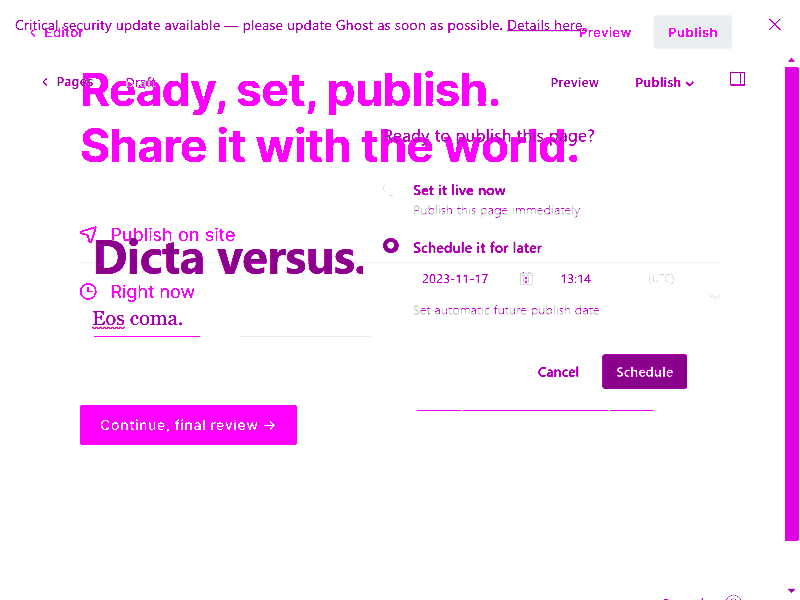 Critical security update available — please update Ghost as soon as possible. Details here.
Editor
Preview
Publish
Pages
Draft
Preview
Publish
Ready, set, publish.
Share it with the world.
Ready to publish this page?
Set it live now
Publish this page immediately
Publish on site
Schedule it for later
Dicta versus.
2023-11-17
13:14
(UTC)
Right now
Set automatic future publish date
Eos coma.
Cancel
Schedule
Continue, final review →